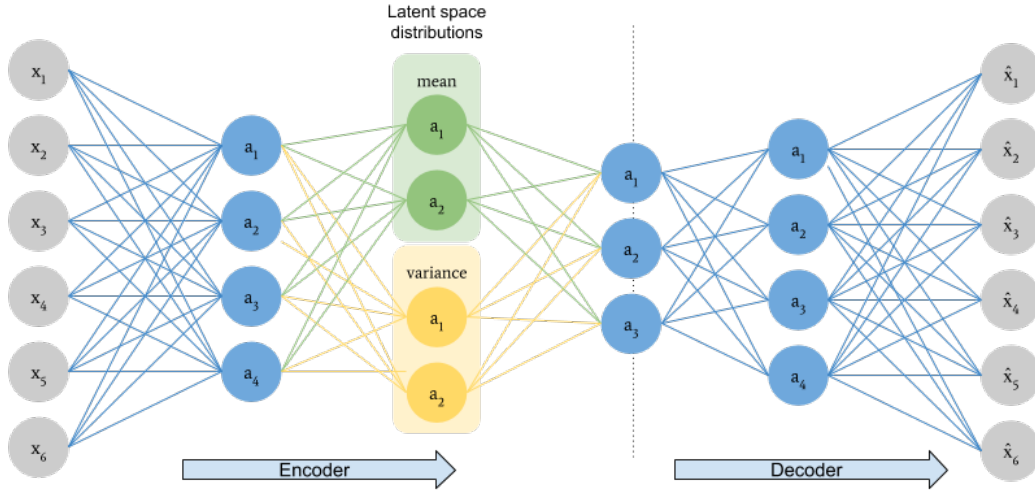 Latent space
distributions
x₁
x₂
x₃
x₄
x₅
x₆
a₁
a₂
a₃
a₄
mean
a₁
a₂
variance
a₁
a₂
a₁
a₂
a₃
a₁
a₂
a₃
a₄
x̂₁
x̂₂
x̂₃
x̂₄
x̂₅
x̂₆
Encoder
Decoder